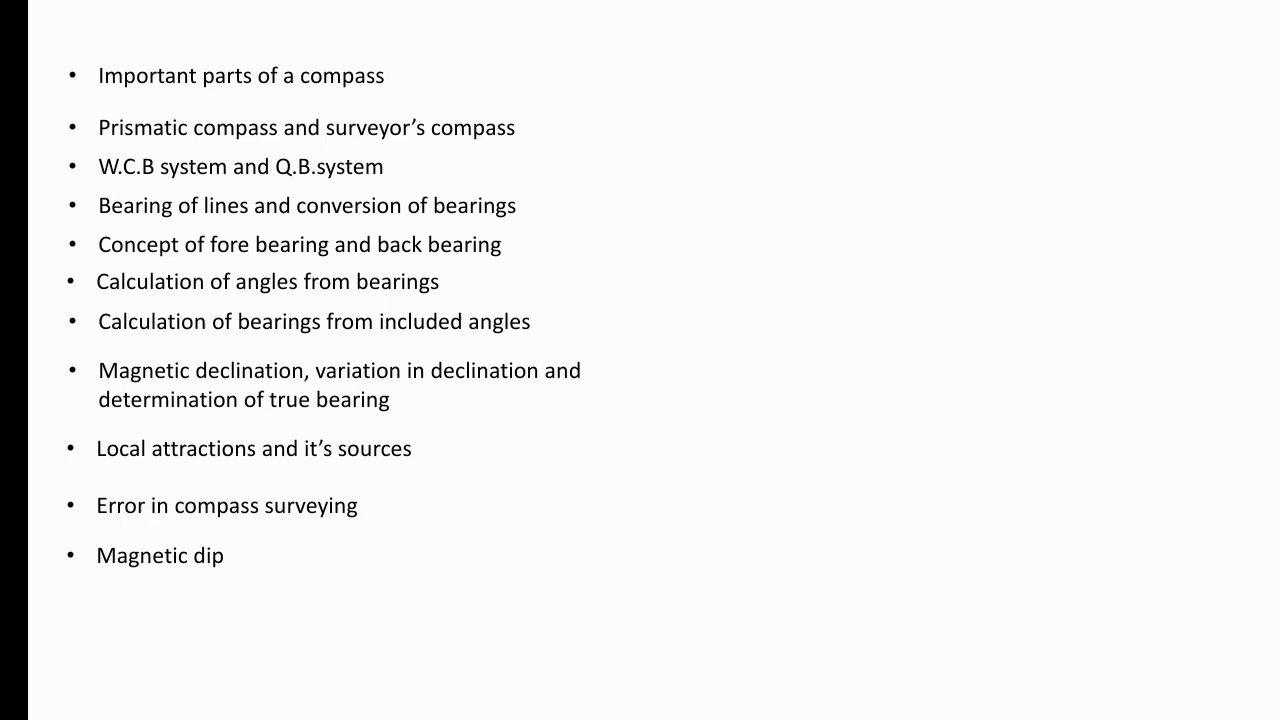 • Important parts of a compass
• Prismatic compass and surveyor’s compass
• W.C.B system and Q.B.system
• Bearing of lines and conversion of bearings
• Concept of fore bearing and back bearing
• Calculation of angles from bearings
• Calculation of bearings from included angles
• Magnetic declination, variation in declination and
determination of true bearing
• Local attractions and it’s sources
• Error in compass surveying
• Magnetic dip